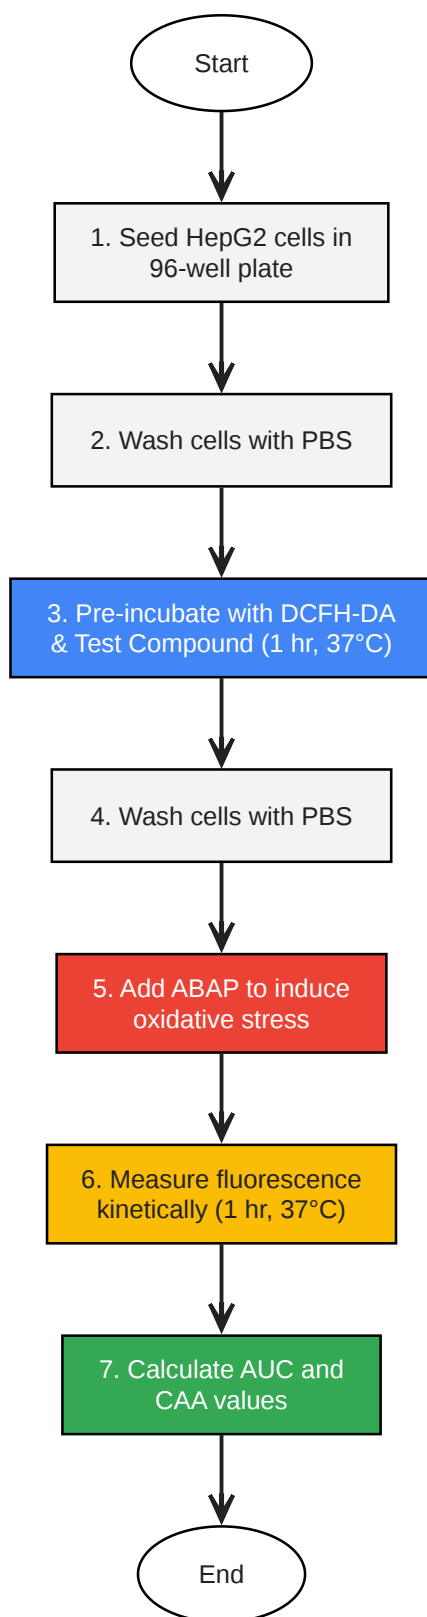 Start
1. Seed HepG2 cells in
96-well plate
2. Wash cells with PBS
3. Pre-incubate with DCFH-DA
& Test Compound (1 hr, 37°C)
4. Wash cells with PBS
5. Add ABAP to induce
oxidative stress
6. Measure fluorescence
kinetically (1 hr, 37°C)
7. Calculate AUC and
CAA values
End